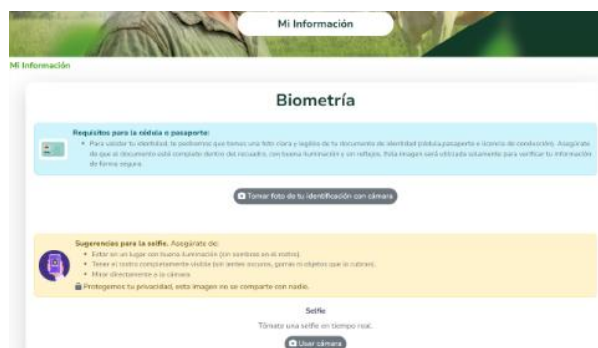 Mi Información
Mi Información
Biometría
Requisitos para la cédula o pasaporte:
Para validar tu identidad, te pediremos que tomes una foto clara y legible de tu documento de identidad (cédula, pasaporte o licencia de conducción). Asegúrate
de que el documento esté completo dentro del recuadro, con buena iluminación y sin reflejos. Esta imagen será utilizada solamente para verificar tu información
de forma segura.
Tomar foto de tu identificación con cámara
Sugerencias para la selfie. Asegúrate de:
Estar en un lugar con buena iluminación (sin sombras en el rostro).
Tener el rostro completamente visible (sin lentes oscuros, gorras ni objetos que lo cubran).
Mirar directamente a la cámara.
Protegemos tu privacidad, esta imagen no se comparte con nadie.
Selfie
Tómate una selfie en tiempo real.
Usar cámara